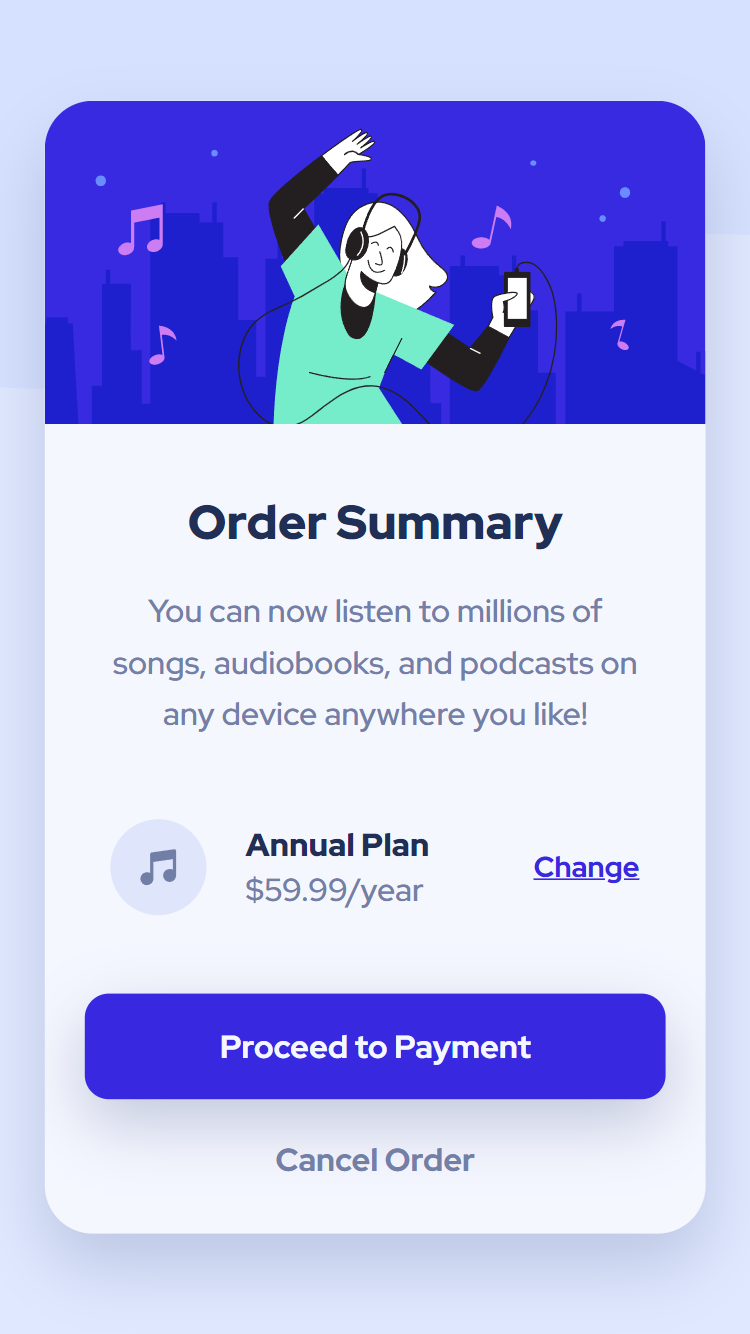 Order Summary
You can now listen to millions of
songs, audiobooks, and podcasts on
any device anywhere you like!
Annual Plan
$59.99/year
Change
Proceed to Payment
Cancel Order